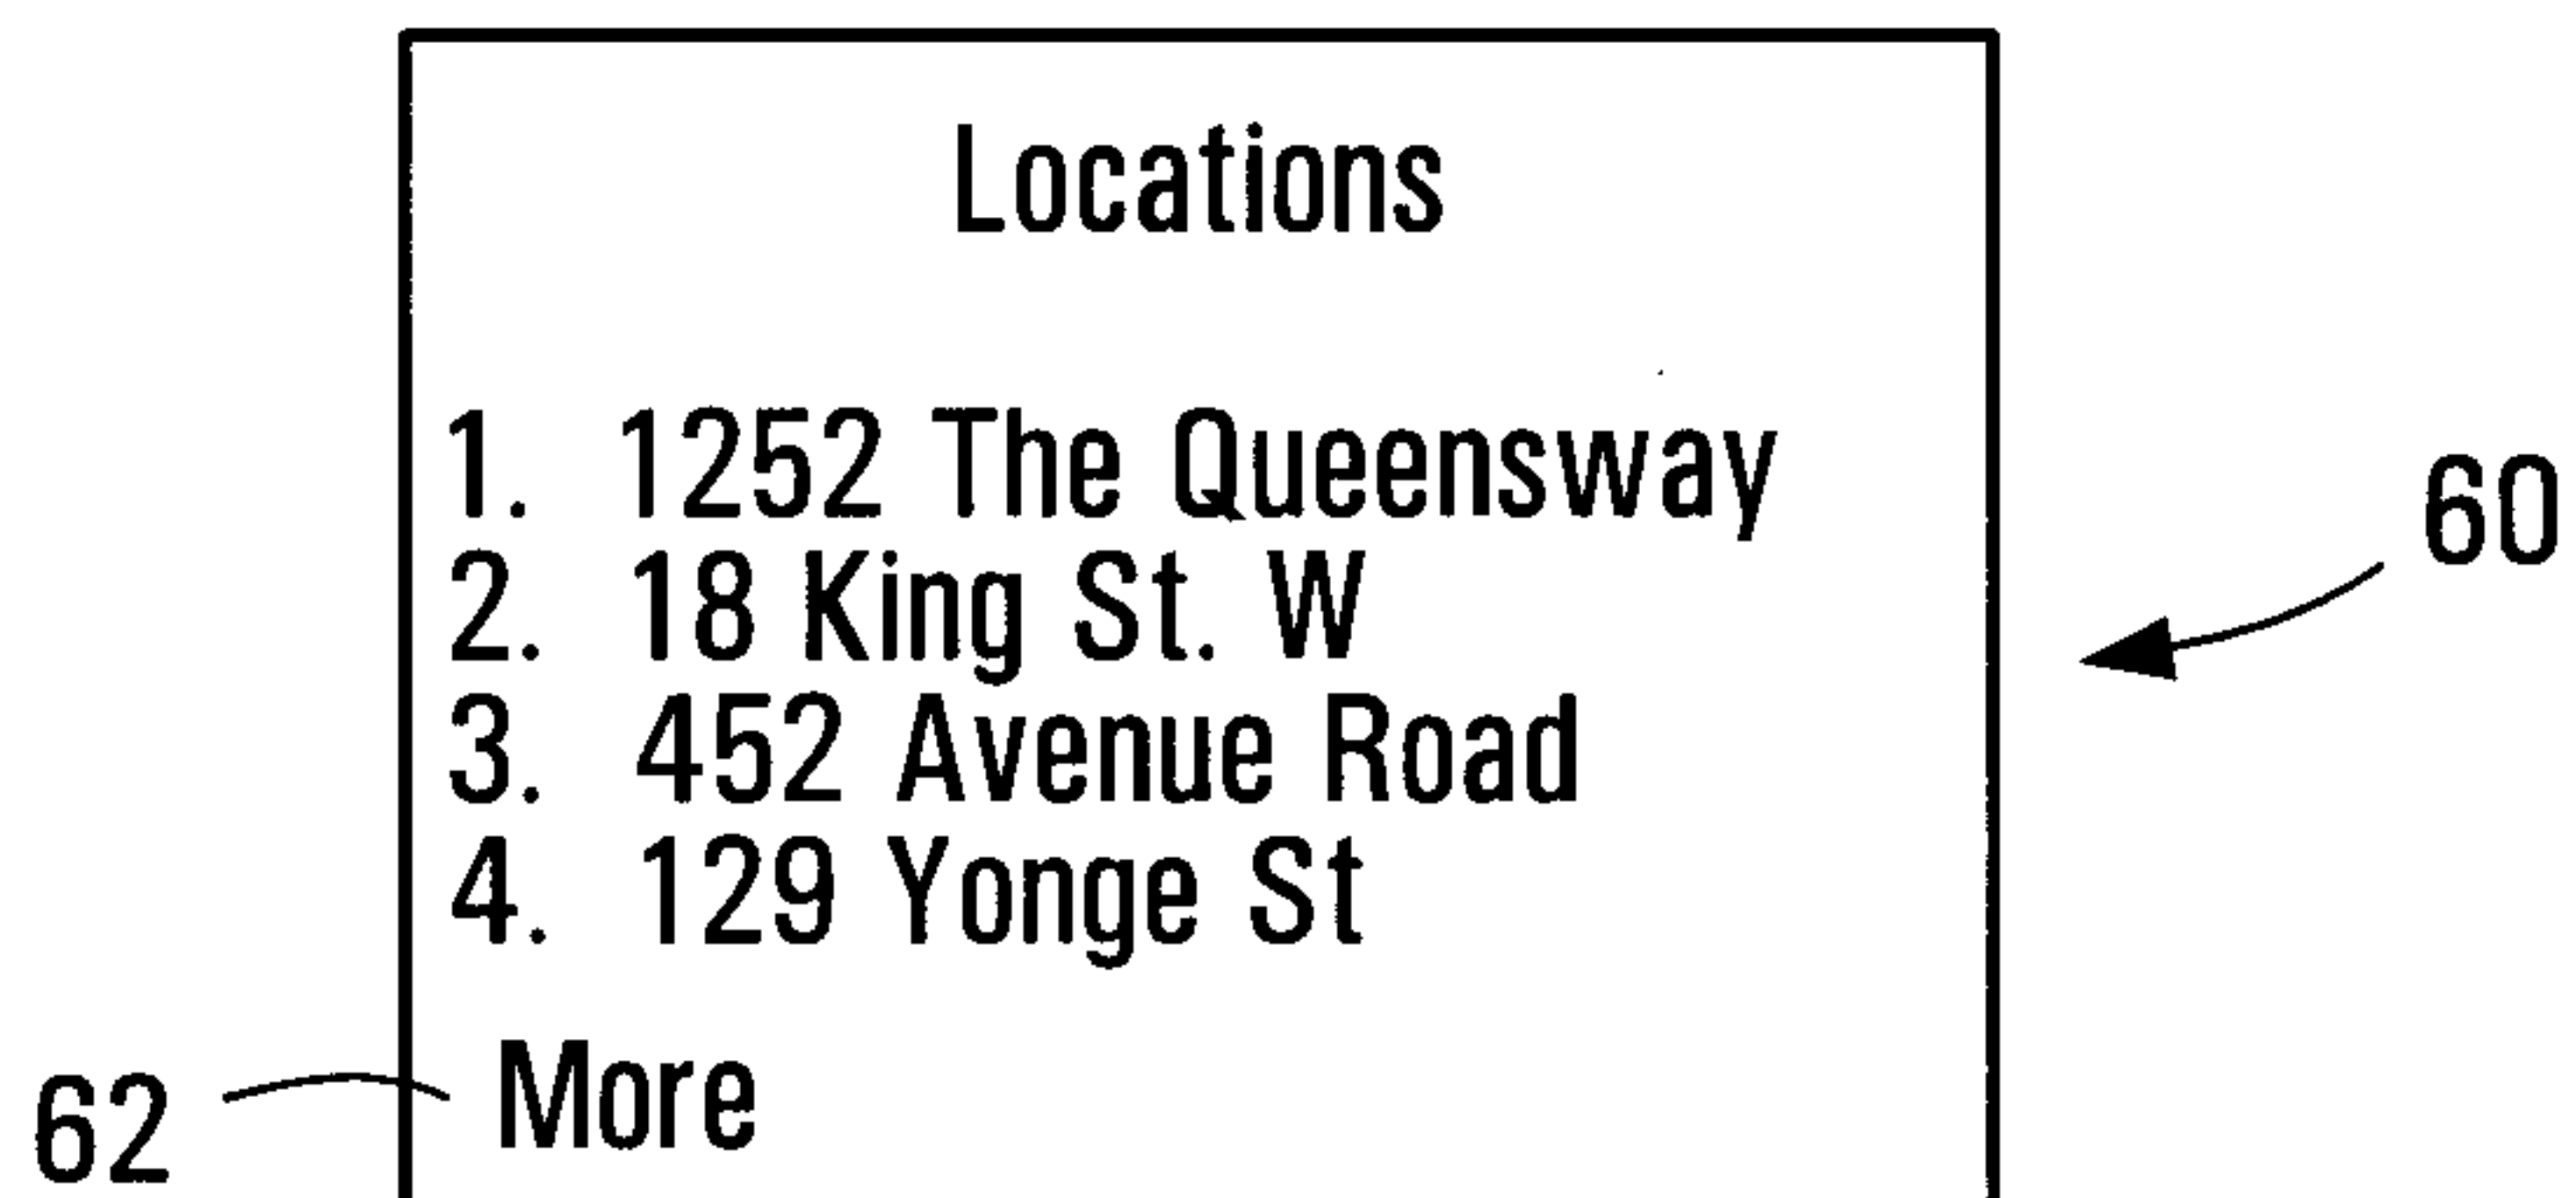 Locations
1. 1252 The Queensway
60
2. 18 King St. W
3. 452 Avenue Road
4. 129 Yonge St
62 More